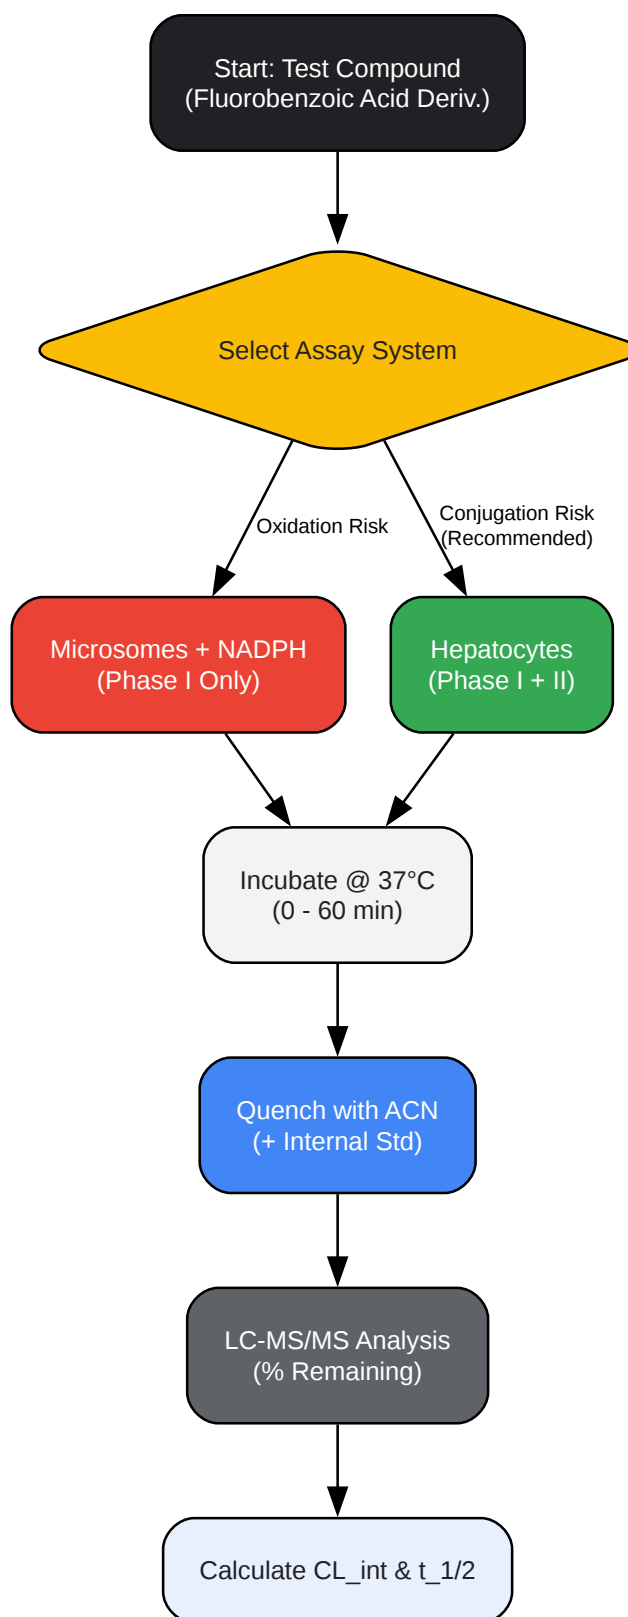 Start: Test Compound
(Fluorobenzoic Acid Deriv.)
Select Assay System
Oxidation Risk
Conjugation Risk
(Recommended)
Microsomes + NADPH
(Phase I Only)
Hepatocytes
(Phase I + II)
Incubate @ 37°C
(0 - 60 min)
Quench with ACN
(+ Internal Std)
LC-MS/MS Analysis
(% Remaining)
Calculate CL_int & t_1/2